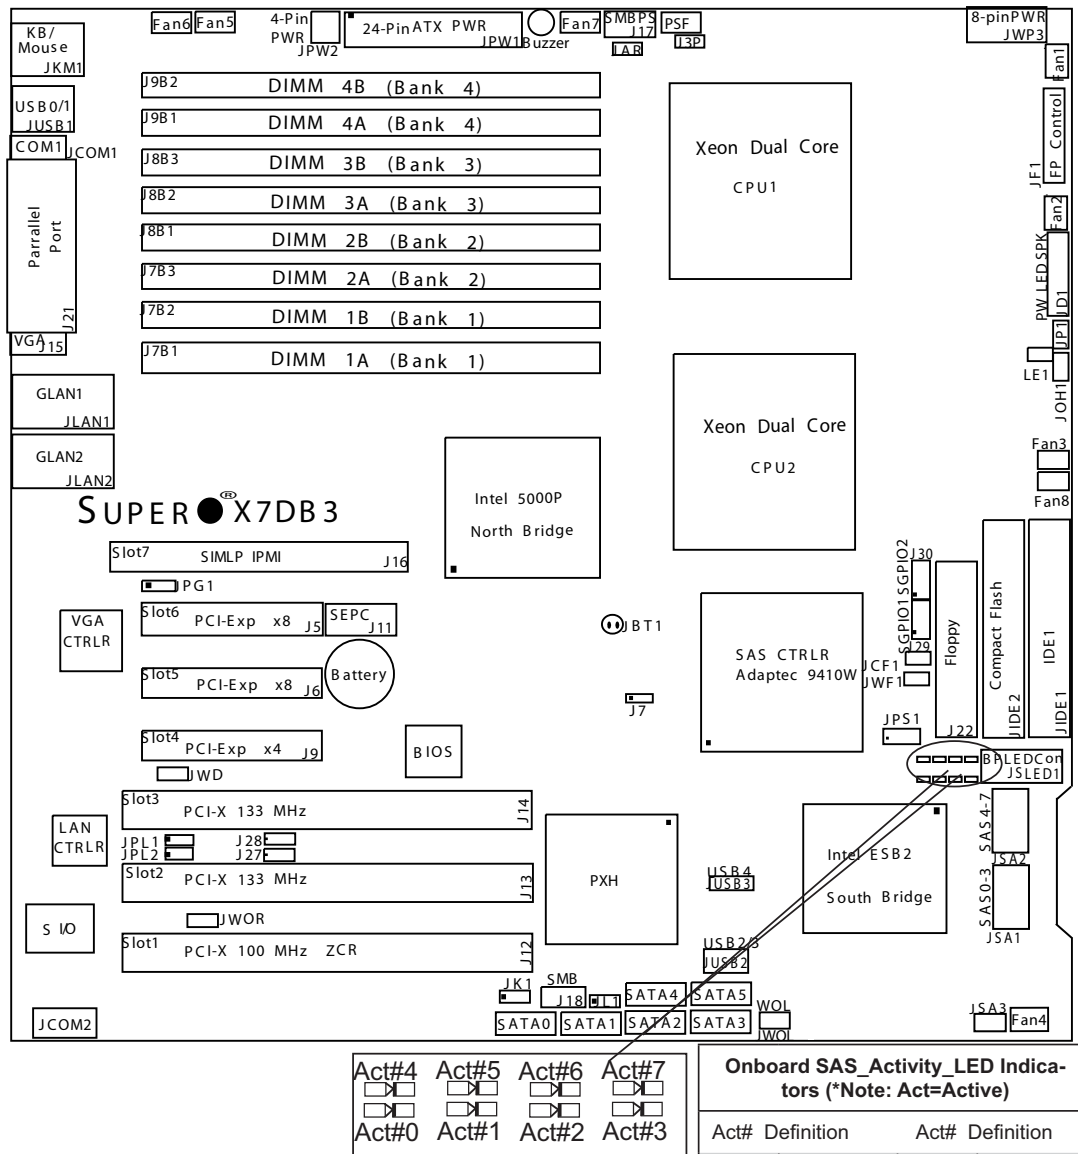 KB/
Mouse
JKM1
Fan6
Fan5
4-Pin
PWR
JPW2
24-Pin ATX PWR
JPW1
Buzzer
Fan7
SMBPS
J17
JAR
PSF
J3P
8-pin PWR
JWP3
Fan1
USB0/1
JUSB1
COM1
JCOM1
Parrallel
Port
J21
VGA
J15
GLAN1
JLAN1
GLAN2
JLAN2
J9B2 DIMM 4B (Bank 4)
J9B1 DIMM 4A (Bank 4)
J8B3 DIMM 3B (Bank 3)
J8B2 DIMM 3A (Bank 3)
J8B1 DIMM 2B (Bank 2)
J7B3 DIMM 2A (Bank 2)
J7B2 DIMM 1B (Bank 1)
J7B1 DIMM 1A (Bank 1)
Xeon Dual Core
CPU1
JF1
FP Control
Fan2
PW LED SPK
JD1
JP1
LE1
JOH1
Xeon Dual Core
CPU2
Fan3
Fan8
Intel 5000P
North Bridge
SUPER ® X7DB3
Slot7 SIMLP IPMI J16
JPG1
VGA
CTRLR
Slot6 PCI-Exp x8 J5
SEPC
J11
Slot5 PCI-Exp x8 J6
Battery
Slot4 PCI-Exp x4 J9
JWD
BIOS
JBT1
J7
SAS CTRLR
Adaptec 9410W
J30
SGPIO2
SGPIO1
J29
JCF1
JWF1
JPS1
Floppy
J22
Compact Flash
JIDE2
IDE1
JIDE1
BPLEDCon
JSLED1
Slot3 PCI-X 133 MHz J14
LAN
CTRLR
JPL1
JPL2
J28
J27
Slot2 PCI-X 133 MHz J13
JWOR
S I/O
Slot1 PCI-X 100 MHz ZCR J12
PXH
USB4
JUSB3
Intel ESB2
South Bridge
SAS4-7
JSA2
SAS0-3
JSA1
USB2/3
JUSB2
JCOM2
JK1
SMB
J18
JL1
SATA4
SATA5
SATA0
SATA1
SATA2
SATA3
WOL
JWOL
JSA3
Fan4
Act#4 Act#5 Act#6 Act#7
Act#0 Act#1 Act#2 Act#3
Onboard SAS_Activity_LED Indica-
tors (*Note: Act=Active)
Act# Definition Act# Definition